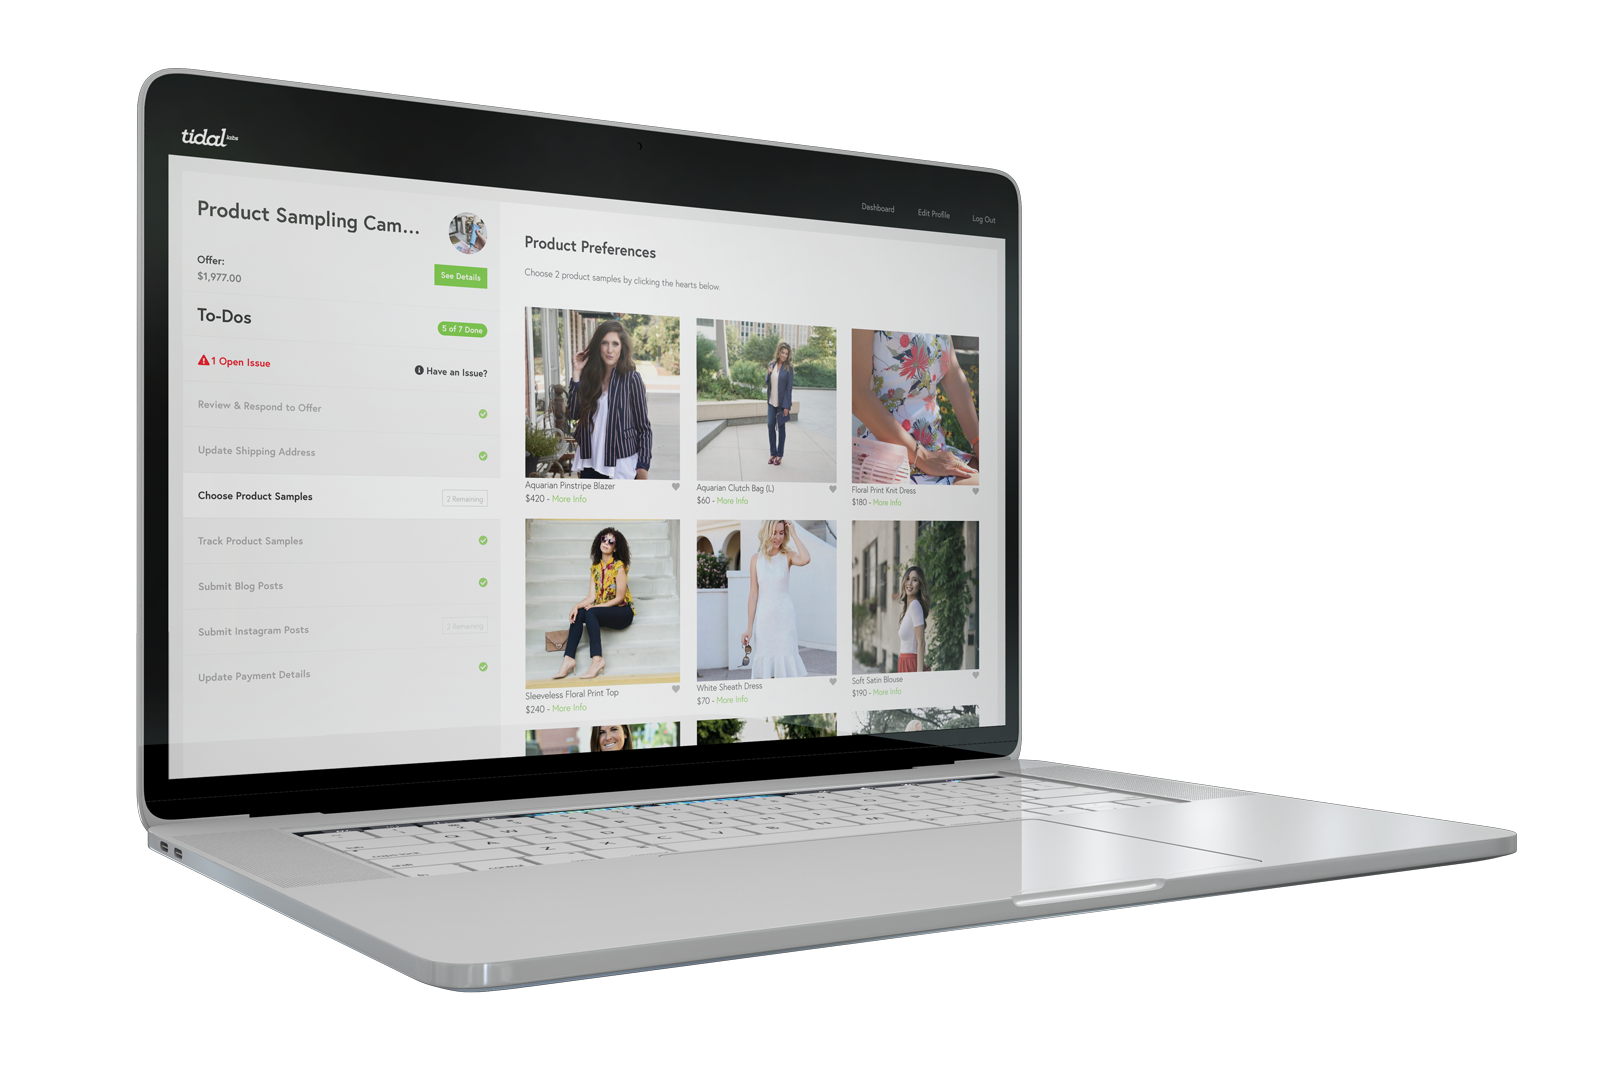 tidal labs
Dashboard
Edit Profile
Log Out
Product Sampling Cam...
Offer:
$1,977.00
See Details
To-Dos
5 of 7 Done
1 Open Issue
Have an Issue?
Review & Respond to Offer
Update Shipping Address
Choose Product Samples
2 Remaining
Track Product Samples
Submit Blog Posts
Submit Instagram Posts
2 Remaining
Update Payment Details
Product Preferences
Choose 2 product samples by clicking the hearts below.
Aquarian Pinstripe Blazer
$420 - More Info
Aquarian Clutch Bag (L)
$60 - More Info
Floral Print Knit Dress
$180 - More Info
Sleeveless Floral Print Top
$240 - More Info
White Sheath Dress
$70 - More Info
Soft Satin Blouse
$190 - More Info